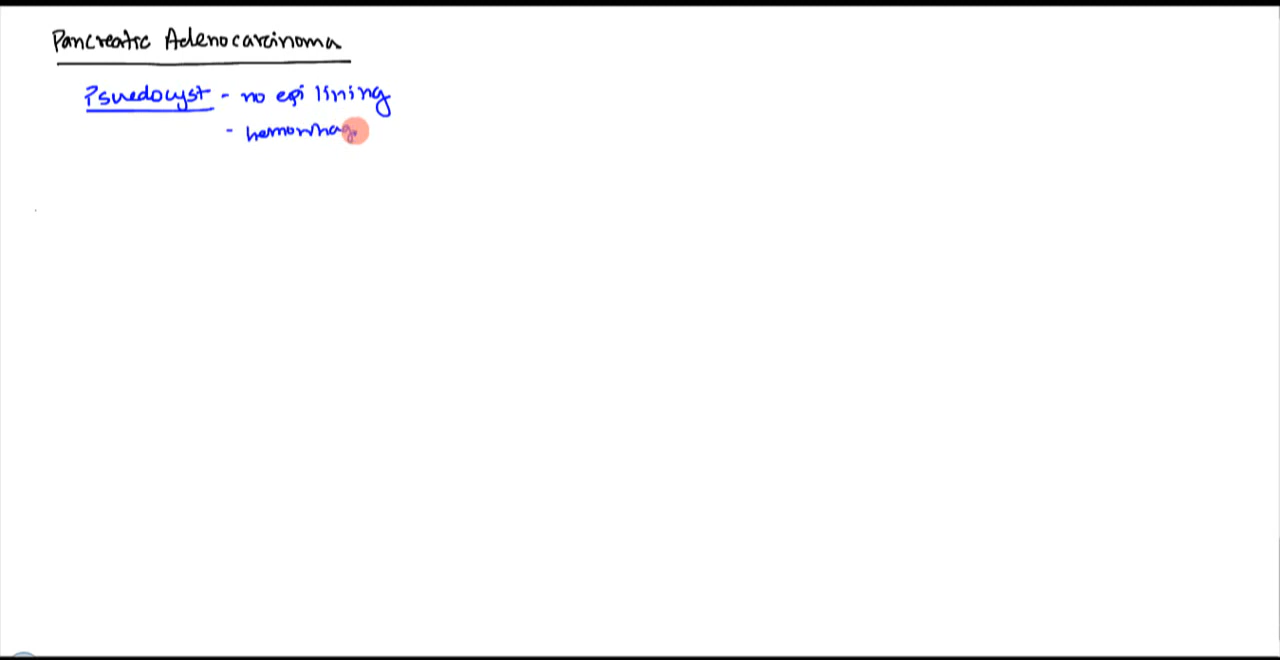 Pancreatic Adenocarcinoma
Psuedocyst - no epi lining
- hemorrhag